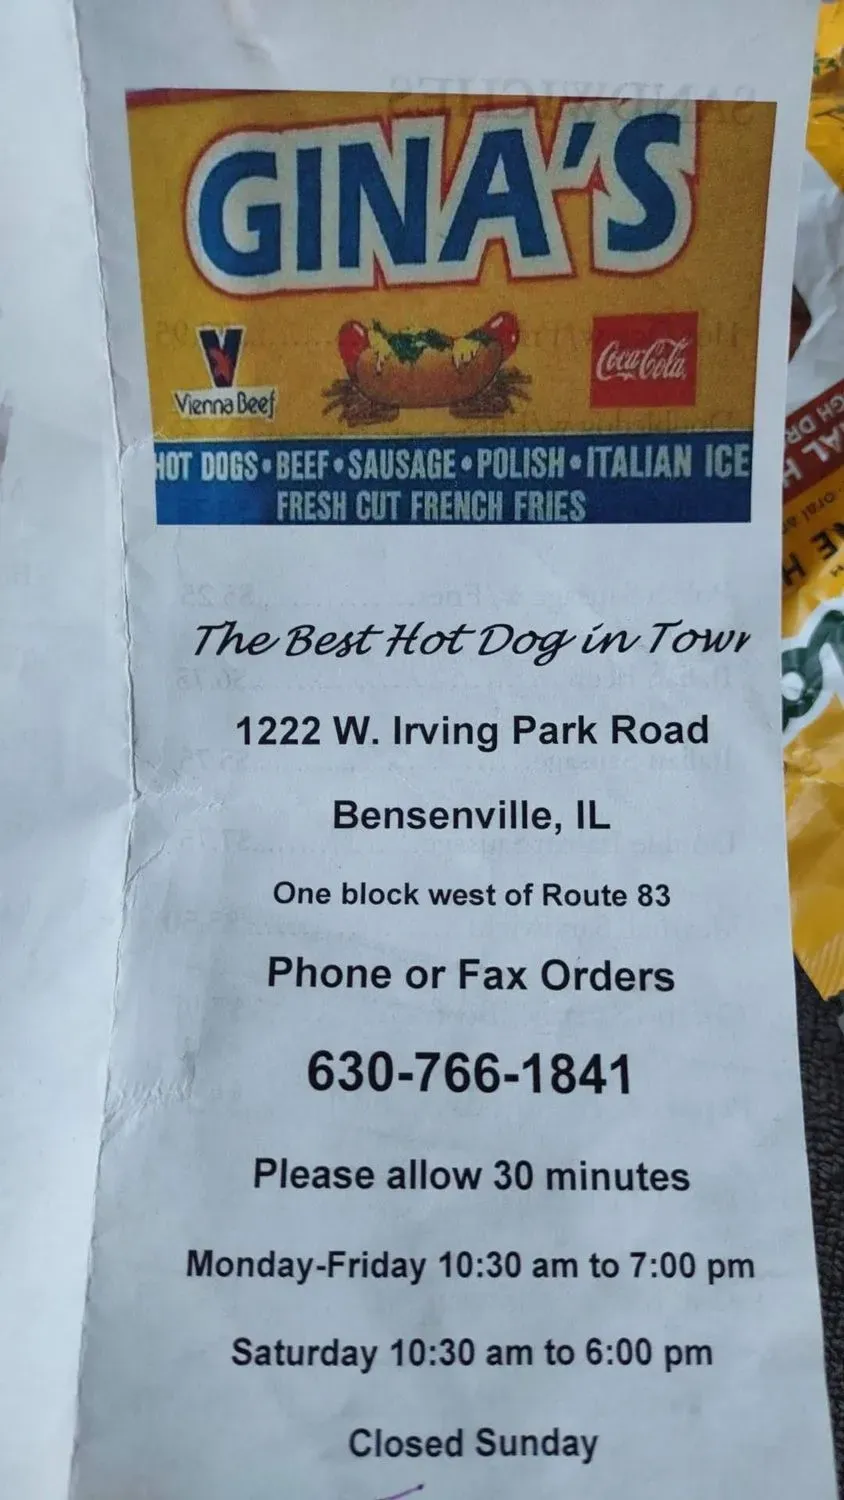 GINA'S
Vienna Beef
Coca-Cola
HOT DOGS • BEEF • SAUSAGE • POLISH • ITALIAN ICE
FRESH CUT FRENCH FRIES
The Best Hot Dog in Town
1222 W. Irving Park Road
Bensenville, IL
One block west of Route 83
Phone or Fax Orders
630-766-1841
Please allow 30 minutes
Monday-Friday 10:30 am to 7:00 pm
Saturday 10:30 am to 6:00 pm
Closed Sunday